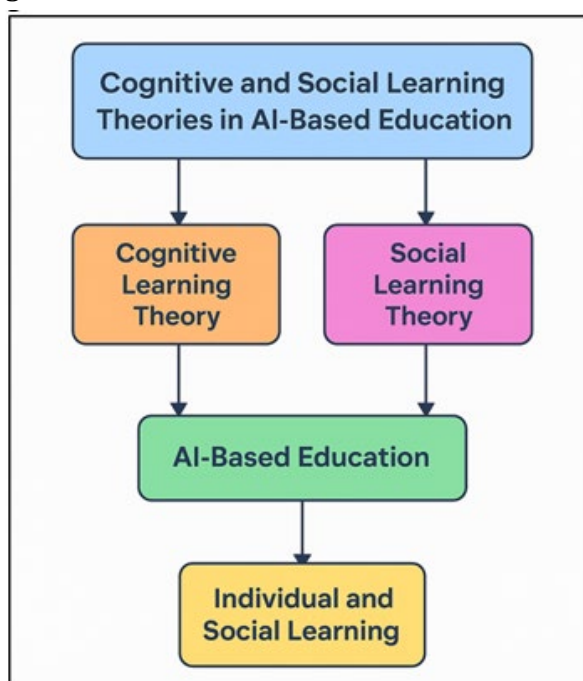 Cognitive and Social Learning
Theories in AI-Based Education
Cognitive
Learning
Theory
Social
Learning
Theory
AI-Based Education
Individual and
Social Learning